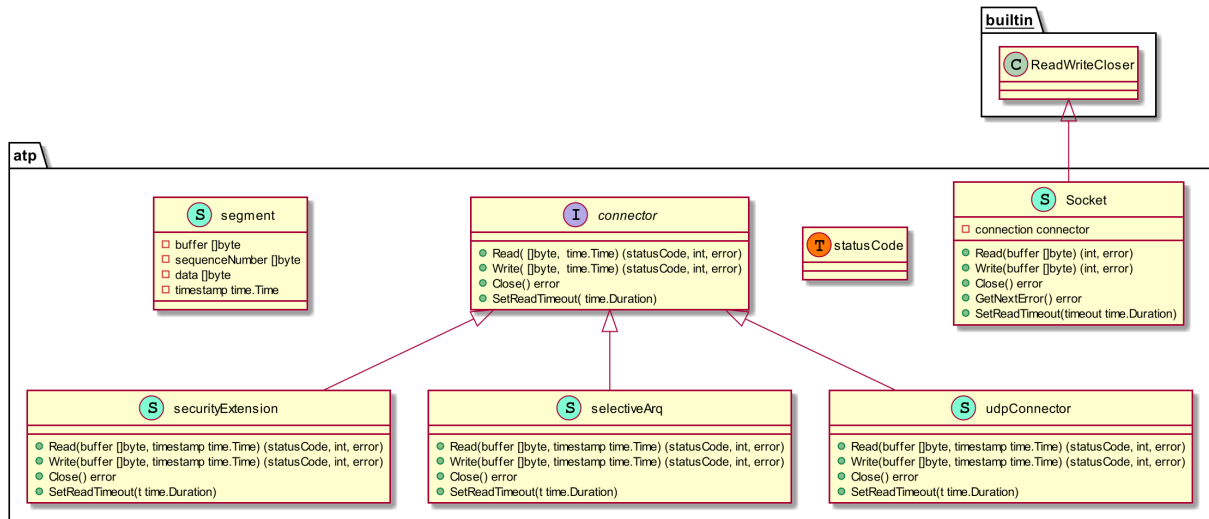 builtin
C ReadWriteCloser
atp
S segment
buffer []byte
sequenceNumber []byte
data []byte
timestamp time.Time
I connector
Read( []byte, time.Time) (statusCode, int, error)
Write( []byte, time.Time) (statusCode, int, error)
Close() error
SetReadTimeout( time.Duration)
T statusCode
S Socket
connection connector
Read(buffer []byte) (int, error)
Write(buffer []byte) (int, error)
Close() error
GetNextError() error
SetReadTimeout(timeout time.Duration)
S securityExtension
Read(buffer []byte, timestamp time.Time) (statusCode, int, error)
Write(buffer []byte, timestamp time.Time) (statusCode, int, error)
Close() error
SetReadTimeout(t time.Duration)
S selectiveArq
Read(buffer []byte, timestamp time.Time) (statusCode, int, error)
Write(buffer []byte, timestamp time.Time) (statusCode, int, error)
Close() error
SetReadTimeout(t time.Duration)
S udpConnector
Read(buffer []byte, timestamp time.Time) (statusCode, int, error)
Write(buffer []byte, timestamp time.Time) (statusCode, int, error)
Close() error
SetReadTimeout(t time.Duration)